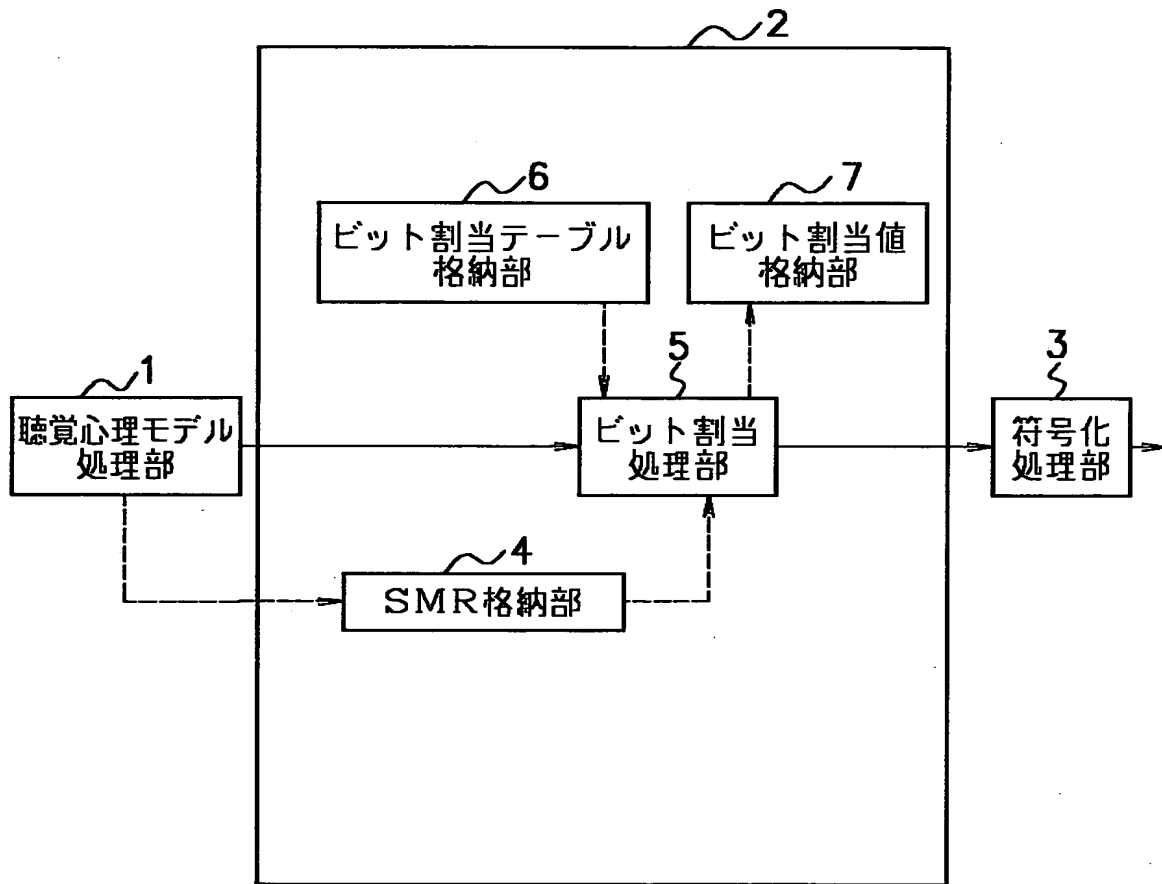 2
6
ビット割当テーブル
格納部
7
ビット割当値
格納部
1
聴覚心理モデル
処理部
5
ビット割当
処理部
3
符号化
処理部
4
SMR格納部